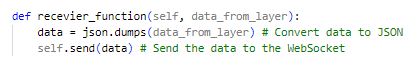 def recevier_function(self, data_from_layer):
    data = json.dumps(data_from_layer) # Convert data to JSON
    self.send(data) # Send the data to the WebSocket